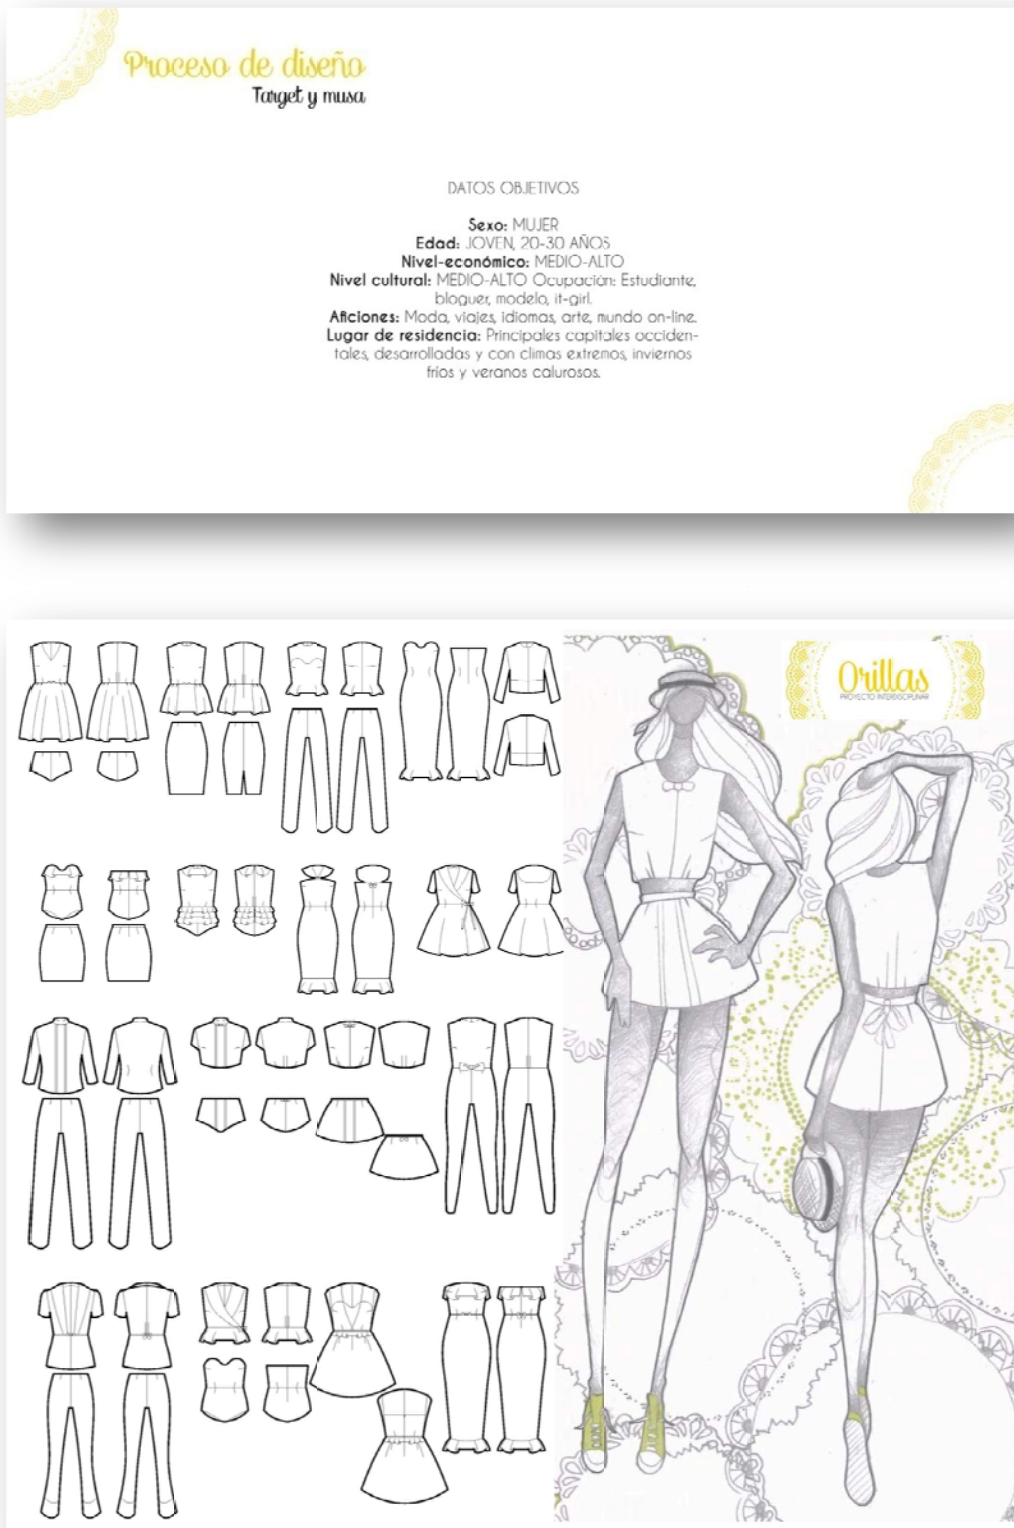 Proceso de diseño
Target y musa
DATOS OBJETIVOS
Sexo: MUJER
Edad: JOVEN, 20-30 AÑOS
Nivel-económico: MEDIO-ALTO
Nivel cultural: MEDIO-ALTO Ocupación: Estudiante,
bloguer, modelo, it-girl.
Aficiones: Moda, viajes, idiomas, arte, mundo on-line.
Lugar de residencia: Principales capitales occiden-
tales, desarrolladas y con climas extremos, inviernos
fríos y veranos calurosos.
Orillas
PROYECTO INTERDISCIPLINAR